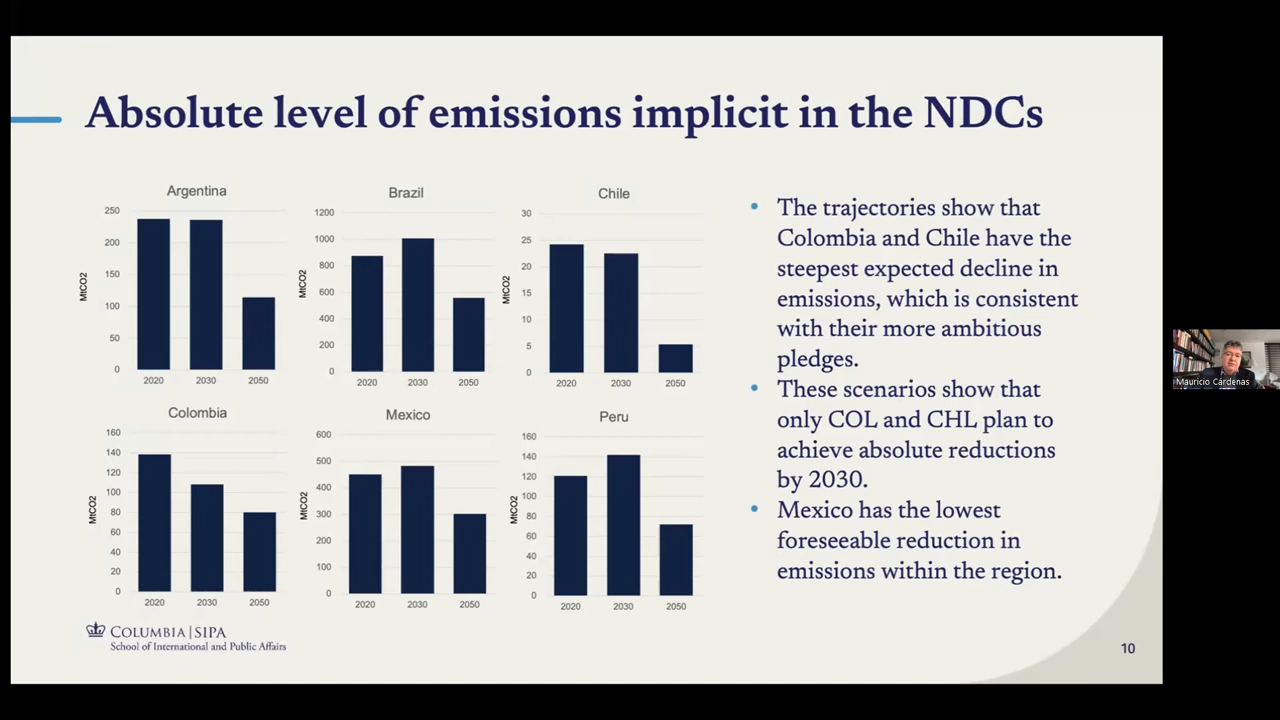 Absolute level of emissions implicit in the NDCs
Argentina
250
200
150
100
50
0
MtCO2
2020 2030 2050
Brazil
1200
1000
800
600
400
200
0
MtCO2
2020 2030 2050
Chile
30
25
20
15
10
5
0
MtCO2
2020 2030 2050
Colombia
160
140
120
100
80
60
40
20
0
MtCO2
2020 2030 2050
Mexico
600
500
400
300
200
100
0
MtCO2
2020 2030 2050
Peru
160
140
120
100
80
60
40
20
0
MtCO2
2020 2030 2050
• The trajectories show that
Colombia and Chile have the
steepest expected decline in
emissions, which is consistent
with their more ambitious
pledges.
• These scenarios show that
only COL and CHL plan to
achieve absolute reductions
by 2030.
• Mexico has the lowest
foreseeable reduction in
emissions within the region.
Mauricio Cárdenas
COLUMBIA | SIPA
School of International and Public Affairs
10